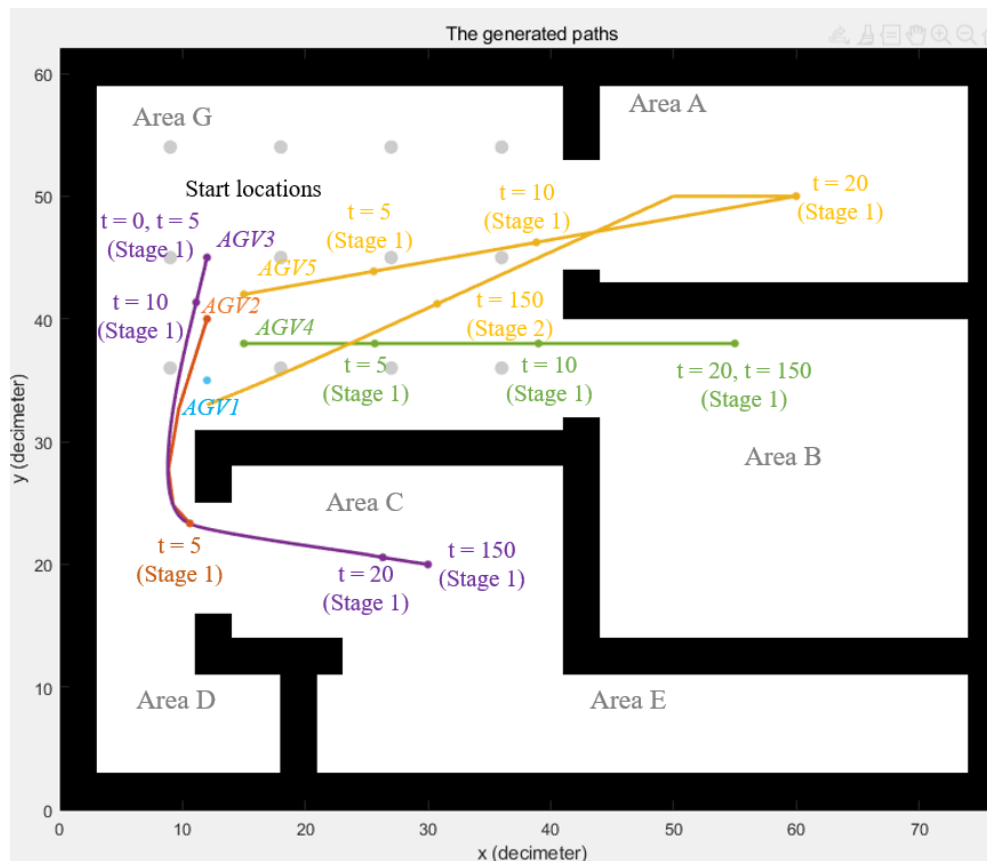 The generated paths
60
50
40
30
20
10
0
y (decimeter)
Area G
Area A
Start locations
t = 0, t = 5
(Stage 1)
AGV3
t = 5
(Stage 1)
t = 10
(Stage 1)
t = 20
(Stage 1)
AGV5
t = 10
(Stage 1)
AGV2
t = 150
(Stage 2)
AGV4
t = 5
(Stage 1)
t = 10
(Stage 1)
t = 20, t = 150
(Stage 1)
AGV1
Area B
Area C
t = 5
(Stage 1)
t = 20
(Stage 1)
t = 150
(Stage 1)
Area D
Area E
0
10
20
30
40
50
60
70
x (decimeter)